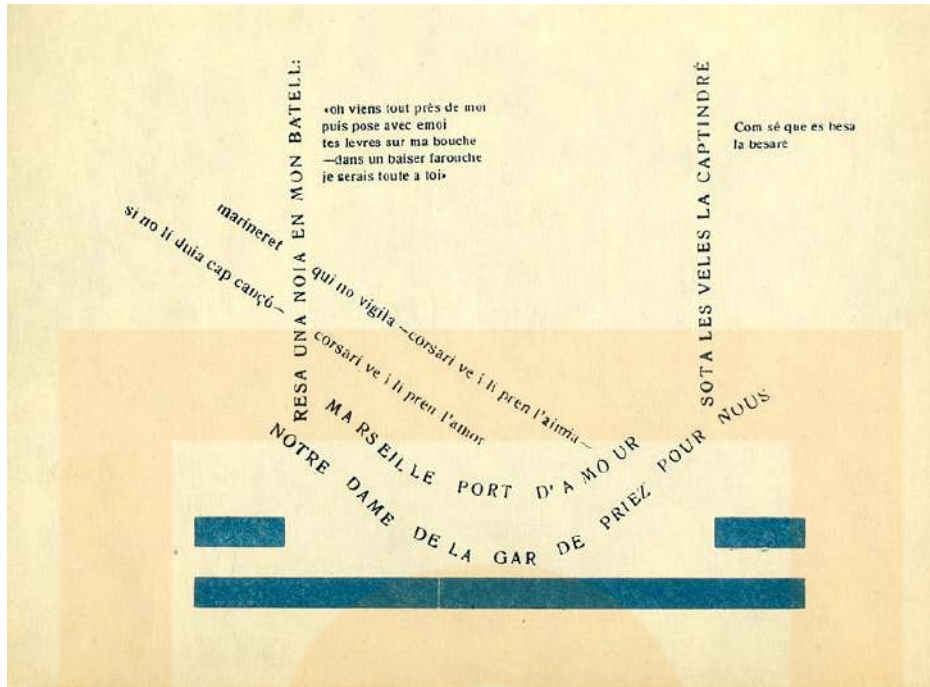 RESA UNA NOIA EN MON BATELL:
«oh viens tout près de moi
puis pose avec emoi
tes levres sur ma bouche
—dans un baiser farouche
je serais toute a toi»
SOTA LES VELES LA CAPTINDRÉ
Com sé que es besa
la besaré
marineret qui no vigila —corsari ve i li pren l'aimia—
si no li duia cap cançó— corsari ve i li pren l'amor
MARSEILLE PORT D'AMOUR
NOTRE DAME DE LA GARDE PRIEZ POUR NOUS